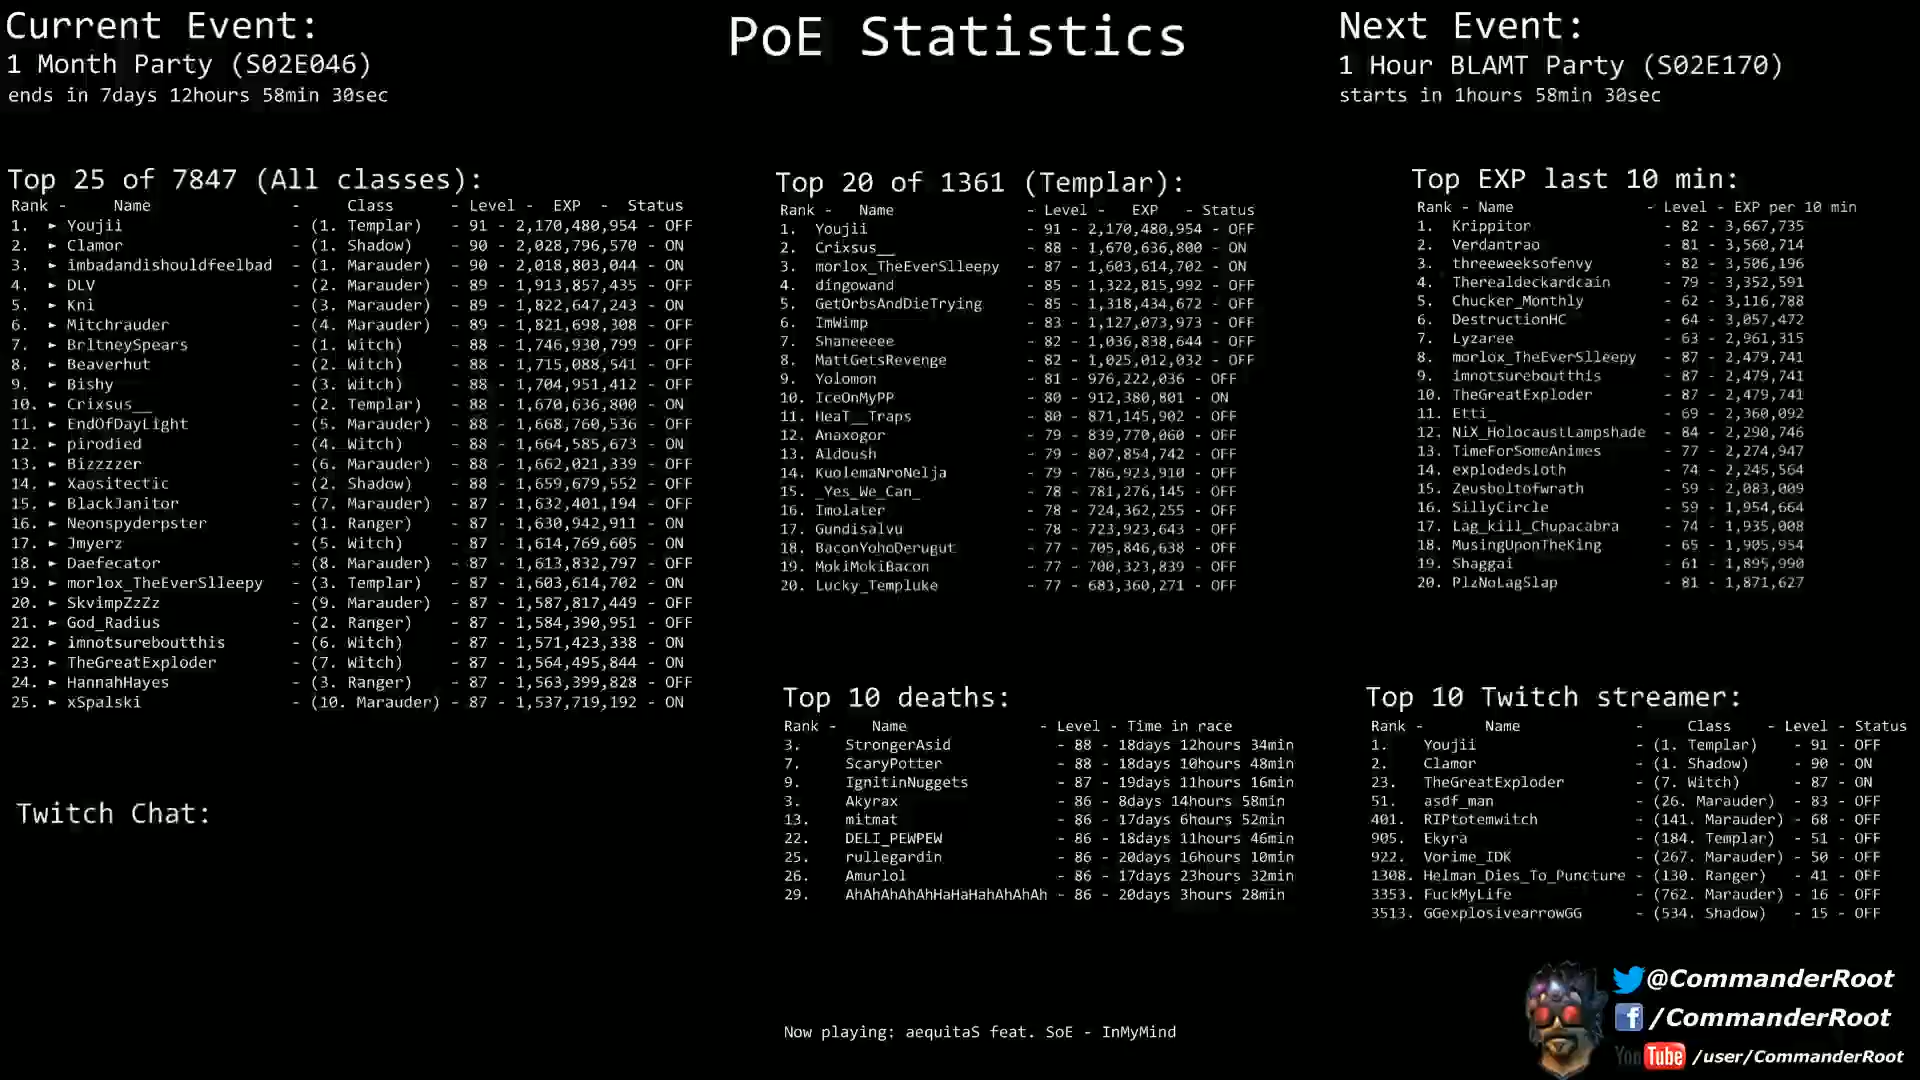 Current Event:
1 Month Party (S02E046)
ends in 7days 12hours 58min 30sec
PoE Statistics
Next Event:
1 Hour BLAMT Party (S02E170)
starts in 1hours 58min 30sec
Top 25 of 7847 (All classes):
Rank - Name - Class - Level - EXP - Status
1. ► Youjii - (1. Templar) - 91 - 2,170,480,954 - OFF
2. ► Clamor - (1. Shadow) - 90 - 2,028,796,570 - ON
3. ► imbadandishouldfeelbad - (1. Marauder) - 90 - 2,018,803,044 - ON
4. ► DLV - (2. Marauder) - 89 - 1,913,857,435 - OFF
5. ► Knl - (3. Marauder) - 89 - 1,822,647,243 - ON
6. ► Mitchrauder - (4. Marauder) - 89 - 1,821,698,308 - OFF
7. ► BrltneySpears - (1. Witch) - 88 - 1,746,930,799 - OFF
8. ► Beaverhut - (2. Witch) - 88 - 1,715,088,541 - OFF
9. ► Bishy - (3. Witch) - 88 - 1,704,951,412 - OFF
10. ► Crixsus__ - (2. Templar) - 88 - 1,670,636,800 - ON
11. ► EndOfDayLight - (5. Marauder) - 88 - 1,668,760,536 - OFF
12. ► pirodied - (4. Witch) - 88 - 1,664,585,673 - ON
13. ► Bizzzzer - (6. Marauder) - 88 - 1,662,021,339 - OFF
14. ► Xaositectic - (2. Shadow) - 88 - 1,659,679,552 - OFF
15. ► BlackJanitor - (7. Marauder) - 87 - 1,632,401,194 - OFF
16. ► Neonspyderpster - (1. Ranger) - 87 - 1,630,942,911 - ON
17. ► Jmyerz - (5. Witch) - 87 - 1,614,769,605 - ON
18. ► Daefecator - (8. Marauder) - 87 - 1,613,832,797 - OFF
19. ► morlox_TheEverSlleepy - (3. Templar) - 87 - 1,603,614,702 - ON
20. ► SkvimpZzZz - (9. Marauder) - 87 - 1,587,817,449 - OFF
21. ► God_Radius - (2. Ranger) - 87 - 1,584,390,951 - OFF
22. ► imnotsureboutthis - (6. Witch) - 87 - 1,571,423,338 - ON
23. ► TheGreatExploder - (7. Witch) - 87 - 1,564,495,844 - ON
24. ► HannahHayes - (3. Ranger) - 87 - 1,563,399,828 - OFF
25. ► xSpalski - (10. Marauder) - 87 - 1,537,719,192 - ON
Twitch Chat:
Top 20 of 1361 (Templar):
Rank - Name - Level - EXP - Status
1. Youjii - 91 - 2,170,480,954 - OFF
2. Crixsus__ - 88 - 1,670,636,800 - ON
3. morlox_TheEverSlleepy - 87 - 1,603,614,702 - ON
4. dingowand - 85 - 1,322,815,992 - OFF
5. GetOrbsAndDieTrying - 85 - 1,318,434,672 - OFF
6. ImWimp - 83 - 1,127,073,973 - OFF
7. Shaneeeee - 82 - 1,036,838,644 - OFF
8. MattGetsRevenge - 82 - 1,025,012,032 - OFF
9. Yolomon - 81 - 976,222,036 - OFF
10. IceOnMyPP - 80 - 912,380,801 - ON
11. HeaT__Traps - 80 - 871,145,902 - OFF
12. Anaxogor - 79 - 839,770,060 - OFF
13. Aldoush - 79 - 807,854,742 - OFF
14. KuolemaNroNelja - 79 - 786,923,910 - OFF
15. _Yes_We_Can_ - 78 - 781,276,145 - OFF
16. Imolater - 78 - 724,362,255 - OFF
17. Gundisalvu - 78 - 723,923,643 - OFF
18. BaconYohoDerugut - 77 - 705,846,638 - OFF
19. MokiMokiBacon - 77 - 700,323,839 - OFF
20. Lucky_Templuke - 77 - 683,360,271 - OFF
Top EXP last 10 min:
Rank - Name - Level - EXP per 10 min
1. Krippitor - 82 - 3,667,735
2. Verdantrao - 81 - 3,560,714
3. threeweeksofenvy - 82 - 3,506,196
4. Therealdeckardcain - 79 - 3,352,591
5. Chucker_Monthly - 62 - 3,116,788
6. DestructionHC - 64 - 3,057,472
7. Lyzaree - 63 - 2,961,315
8. morlox_TheEverSlleepy - 87 - 2,479,741
9. imnotsureboutthis - 87 - 2,479,741
10. TheGreatExploder - 87 - 2,479,741
11. Etti_ - 69 - 2,360,092
12. NiX_HolocaustLampshade - 84 - 2,290,746
13. TimeForSomeAnimes - 77 - 2,274,947
14. explodedsloth - 74 - 2,245,564
15. Zeusboltofwrath - 59 - 2,083,009
16. SillyCircle - 59 - 1,954,664
17. Lag_kill_Chupacabra - 74 - 1,935,008
18. MusingUponTheKing - 65 - 1,905,954
19. Shaggai - 61 - 1,895,990
20. PlzNoLagSlap - 81 - 1,871,627
Top 10 deaths:
Rank - Name - Level - Time in race
3. StrongerAsid - 88 - 18days 12hours 34min
7. ScaryPotter - 88 - 18days 10hours 48min
9. IgnitinNuggets - 87 - 19days 11hours 16min
3. Akyrax - 86 - 8days 14hours 58min
13. mitmat - 86 - 17days 6hours 52min
22. DELI_PEWPEW - 86 - 18days 11hours 46min
25. rullegardin - 86 - 20days 16hours 10min
26. Amurlol - 86 - 17days 23hours 32min
29. AhAhAhAhAhHaHaHahAhAhAh - 86 - 20days 3hours 28min
Top 10 Twitch streamer:
Rank - Name - Class - Level - Status
1. Youjii - (1. Templar) - 91 - OFF
2. Clamor - (1. Shadow) - 90 - ON
23. TheGreatExploder - (7. Witch) - 87 - ON
51. asdf_man - (26. Marauder) - 83 - OFF
401. RIPtotemwitch - (141. Marauder) - 68 - OFF
905. Ekyra - (184. Templar) - 51 - OFF
922. Vorime_IDK - (267. Marauder) - 50 - OFF
1308. Helman_Dies_To_Puncture - (130. Ranger) - 41 - OFF
3353. FuckMyLife - (762. Marauder) - 16 - OFF
3513. GGexplosivearrowGG - (534. Shadow) - 15 - OFF
Now playing: aequitaS feat. SoE - InMyMind
@CommanderRoot
f /CommanderRoot
YouTube /user/CommanderRoot